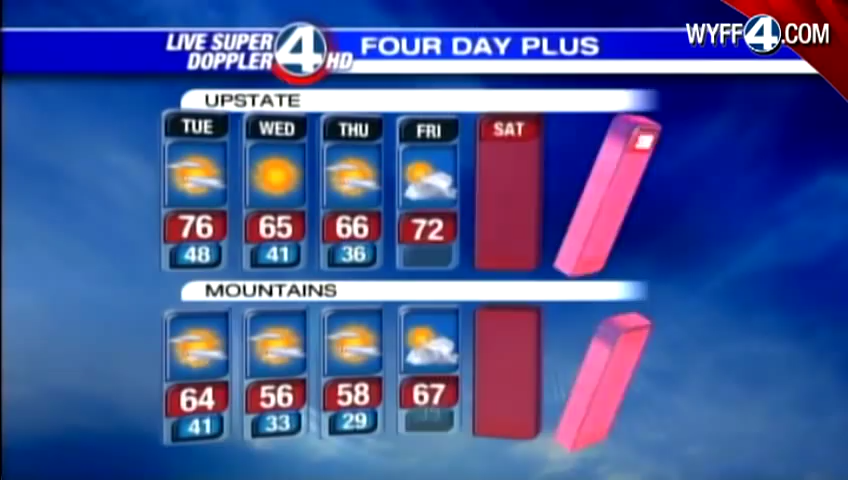 LIVE SUPER DOPPLER 4 HD
FOUR DAY PLUS
WYFF4.COM
UPSTATE
TUE WED THU FRI SAT
76 65 66 72
48 41 36
MOUNTAINS
64 56 58 67
41 33 29